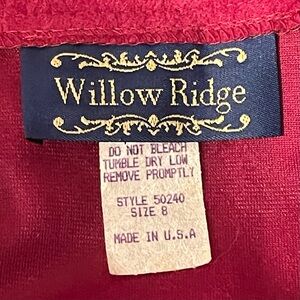 Willow Ridge
DO NOT BLEACH
TUMBLE DRY LOW
REMOVE PROMPTLY
STYLE 50240
SIZE 8
MADE IN U.S.A